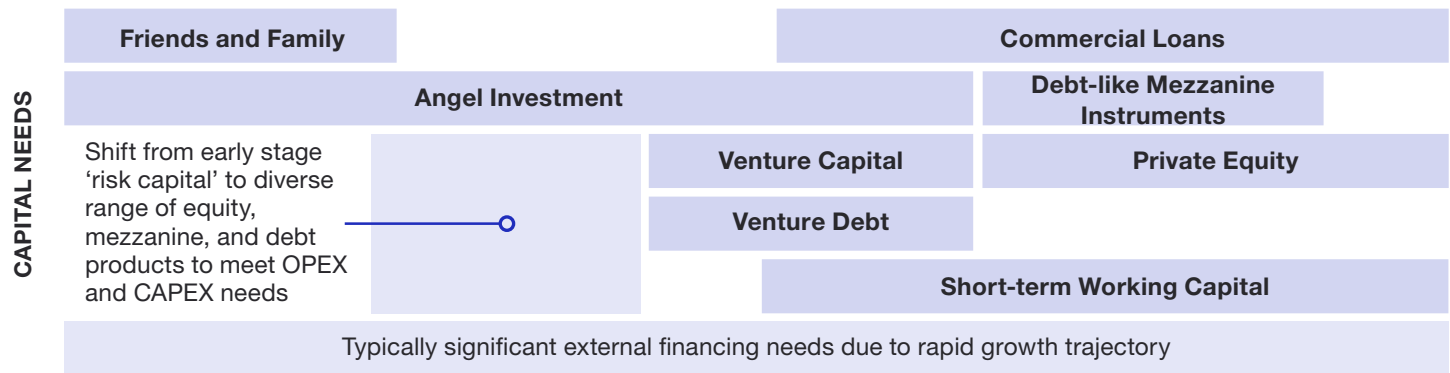 CAPITAL NEEDS
Friends and Family
Commercial Loans
Angel Investment
Debt-like Mezzanine
Instruments
Shift from early stage
‘risk capital’ to diverse
range of equity,
mezzanine, and debt
products to meet OPEX
and CAPEX needs
Venture Capital
Private Equity
Venture Debt
Short-term Working Capital
Typically significant external financing needs due to rapid growth trajectory